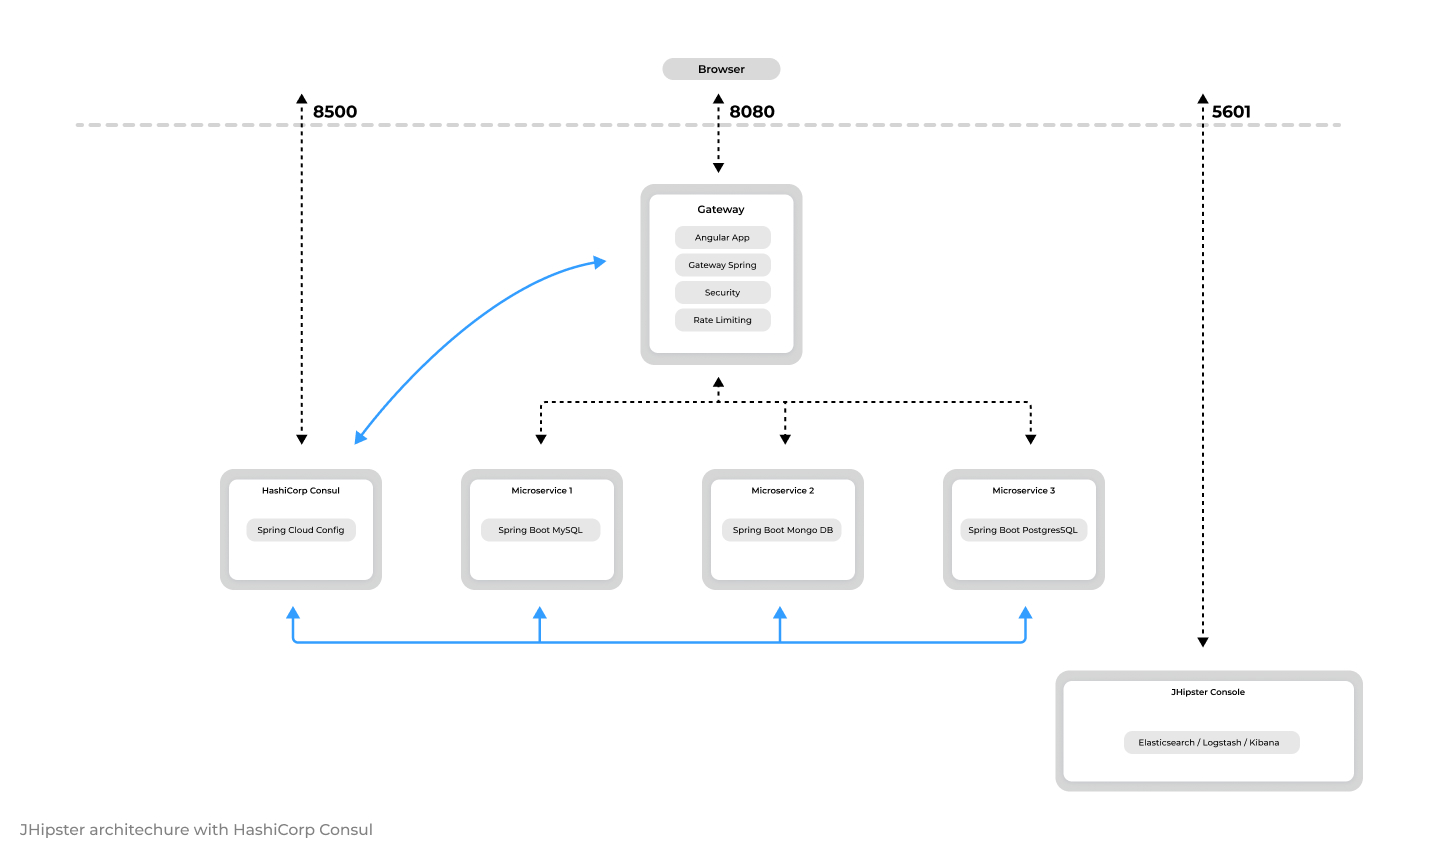 Browser
8500
8080
5601
Gateway
Angular App
Gateway Spring
Security
Rate Limiting
HashiCorp Consul
Spring Cloud Config
Microservice 1
Spring Boot MySQL
Microservice 2
Spring Boot Mongo DB
Microservice 3
Spring Boot PostgresSQL
JHipster Console
Elasticsearch / Logstash / Kibana
JHipster architechure with HashiCorp Consul